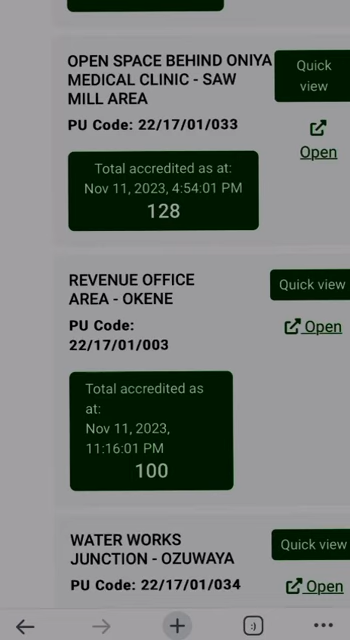 OPEN SPACE BEHIND ONIYA
MEDICAL CLINIC - SAW
MILL AREA
Quick
view
PU Code: 22/17/01/033
Open
Total accredited as at:
Nov 11, 2023, 4:54:01 PM
128
REVENUE OFFICE
AREA - OKENE
Quick view
PU Code:
22/17/01/003
Open
Total accredited as
at:
Nov 11, 2023,
11:16:01 PM
100
WATER WORKS
JUNCTION - OZUWAYA
Quick view
PU Code: 22/17/01/034
Open
:)